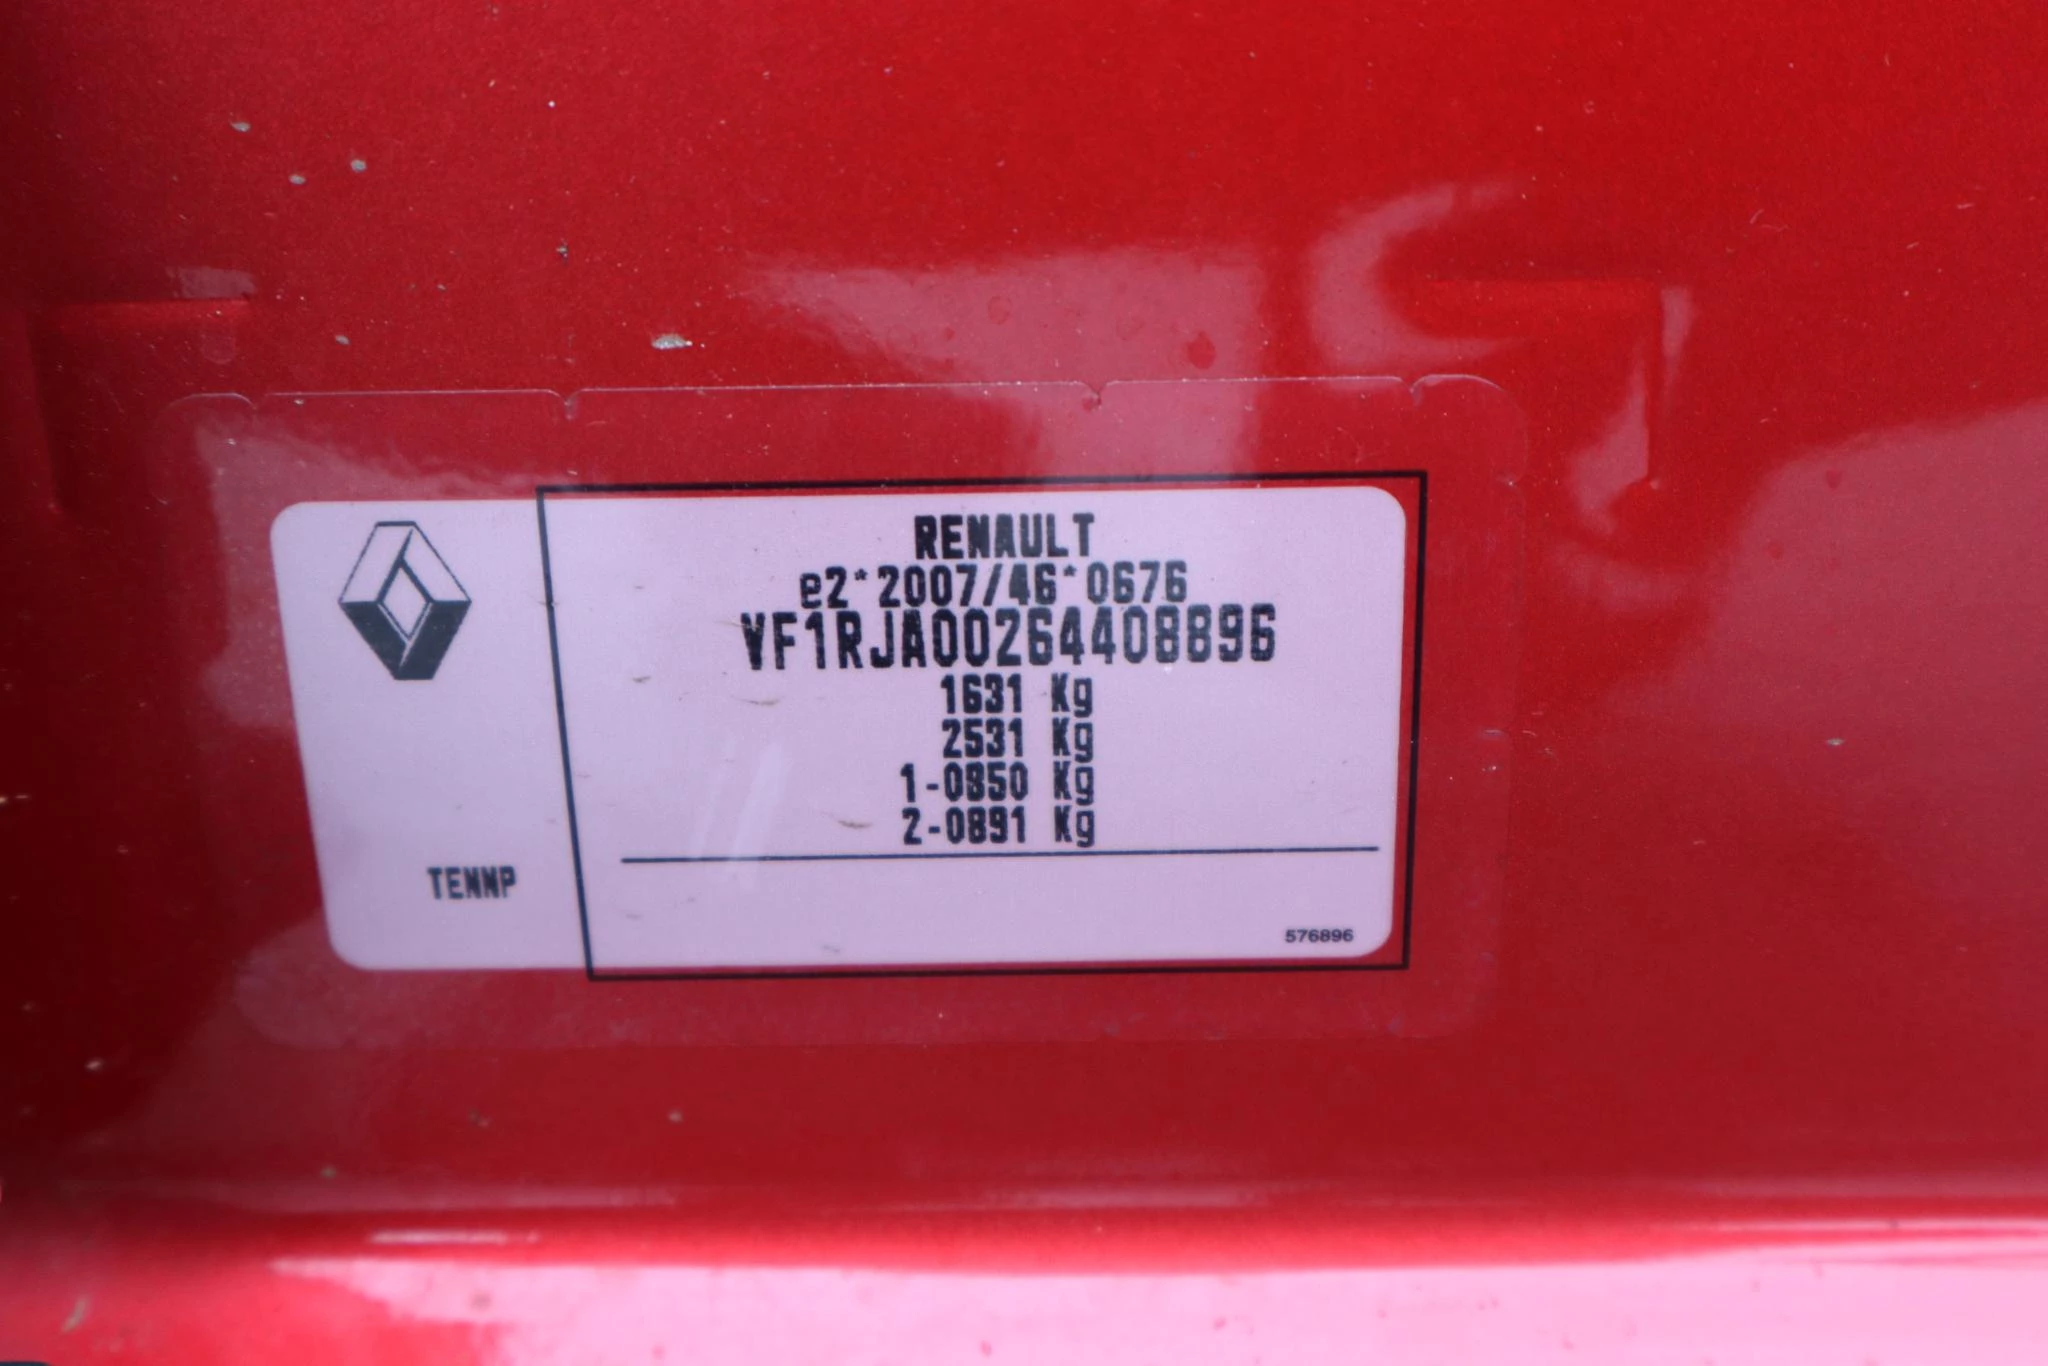 RENAULT
e2*2007/46*0676
VF1RJA00264408896
1631 Kg
2531 Kg
1-0850 Kg
2-0891 Kg
TENNP
576896